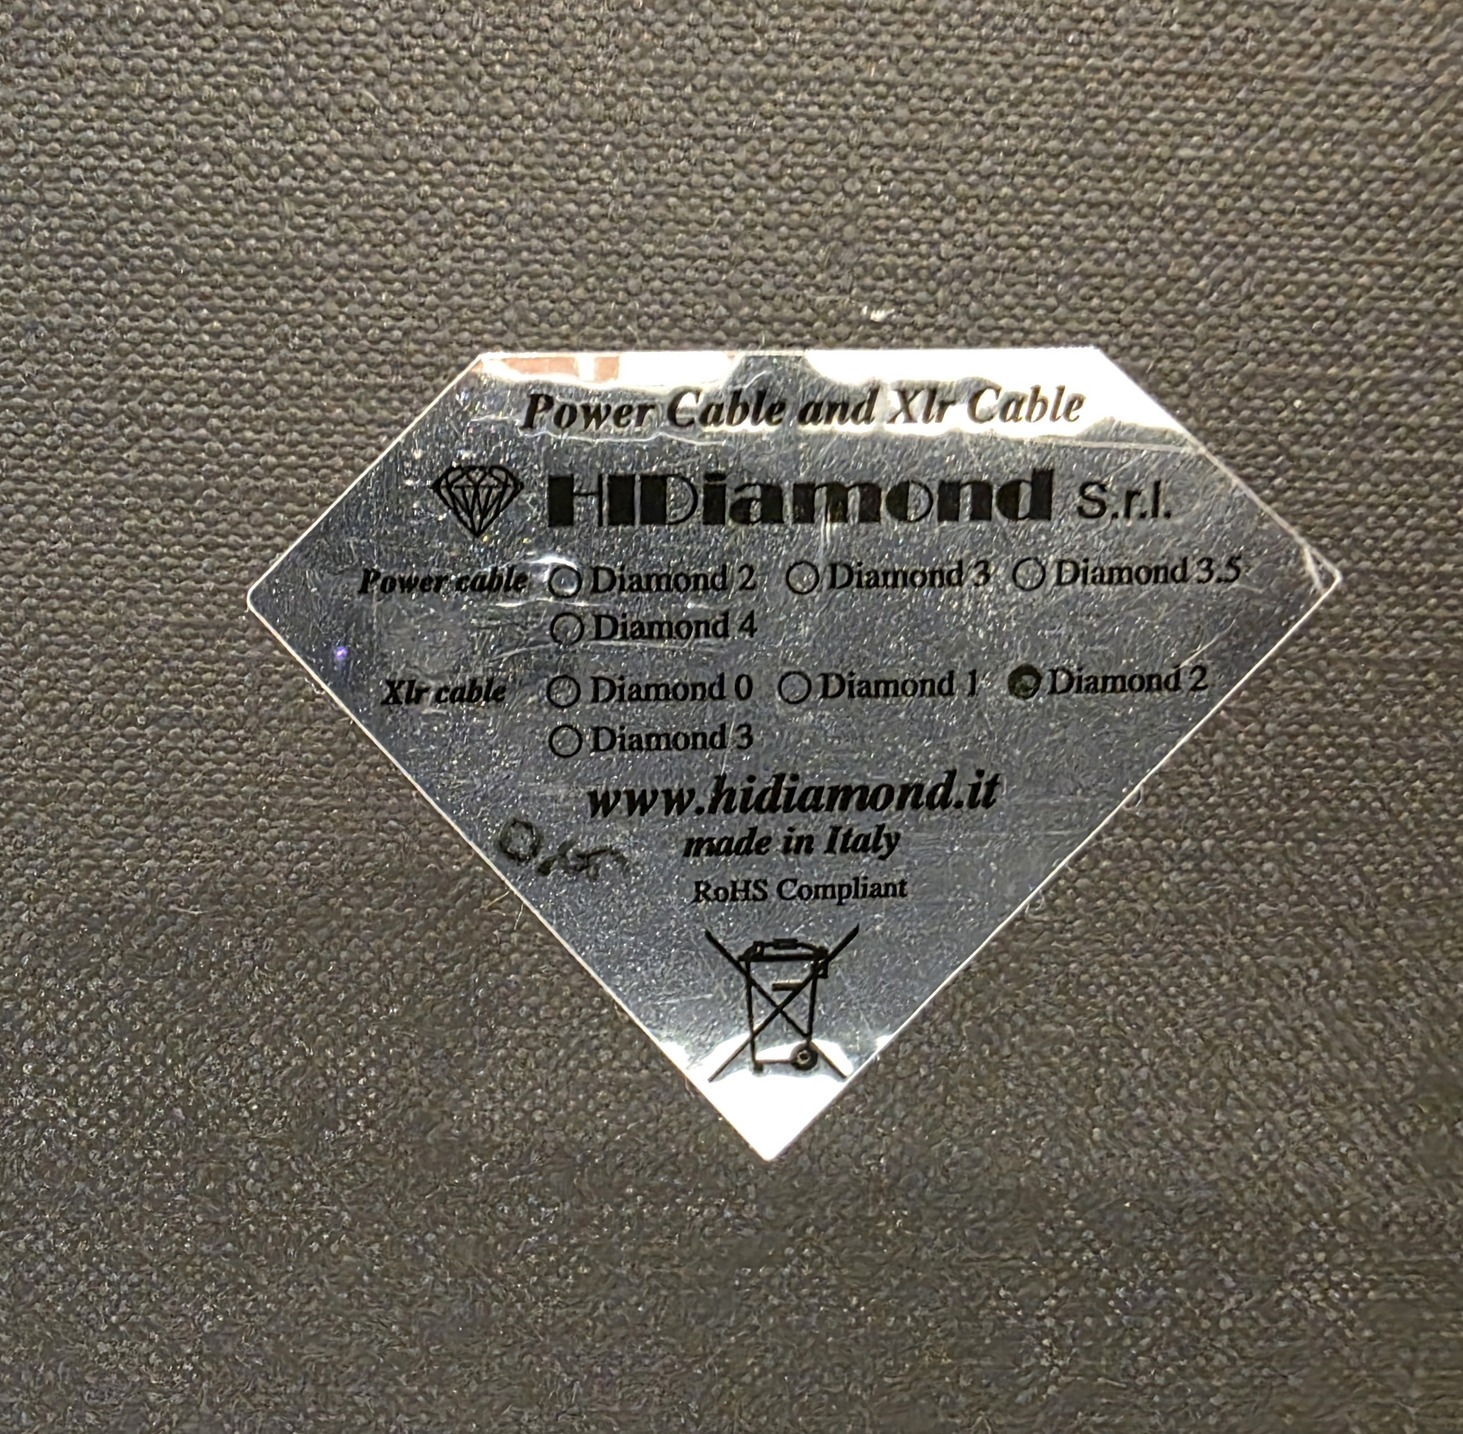 Power Cable and Xlr Cable
HIDiamond S.r.l.
Power cable Diamond 2 Diamond 3 Diamond 3.5
Diamond 4
Xlr cable Diamond 0 Diamond 1 Diamond 2
Diamond 3
www.hidiamond.it
made in Italy
RoHS Compliant